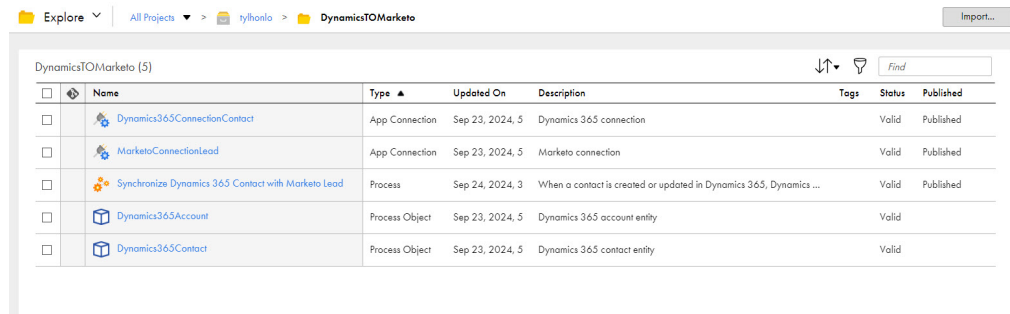 Explore All Projects > tylhonlo > DynamicsTOMarketo Import...
DynamicsTOMarketo (5) Find
Name Type Updated On Description Tags Status Published
Dynamics365ConnectionContact App Connection Sep 23, 2024, 5 Dynamics 365 connection Valid Published
MarketoConnectionLead App Connection Sep 23, 2024, 5 Marketo connection Valid Published
Synchronize Dynamics 365 Contact with Marketo Lead Process Sep 24, 2024, 3 When a contact is created or updated in Dynamics 365, Dynamics ... Valid Published
Dynamics365Account Process Object Sep 23, 2024, 5 Dynamics 365 account entity Valid
Dynamics365Contact Process Object Sep 23, 2024, 5 Dynamics 365 contact entity Valid